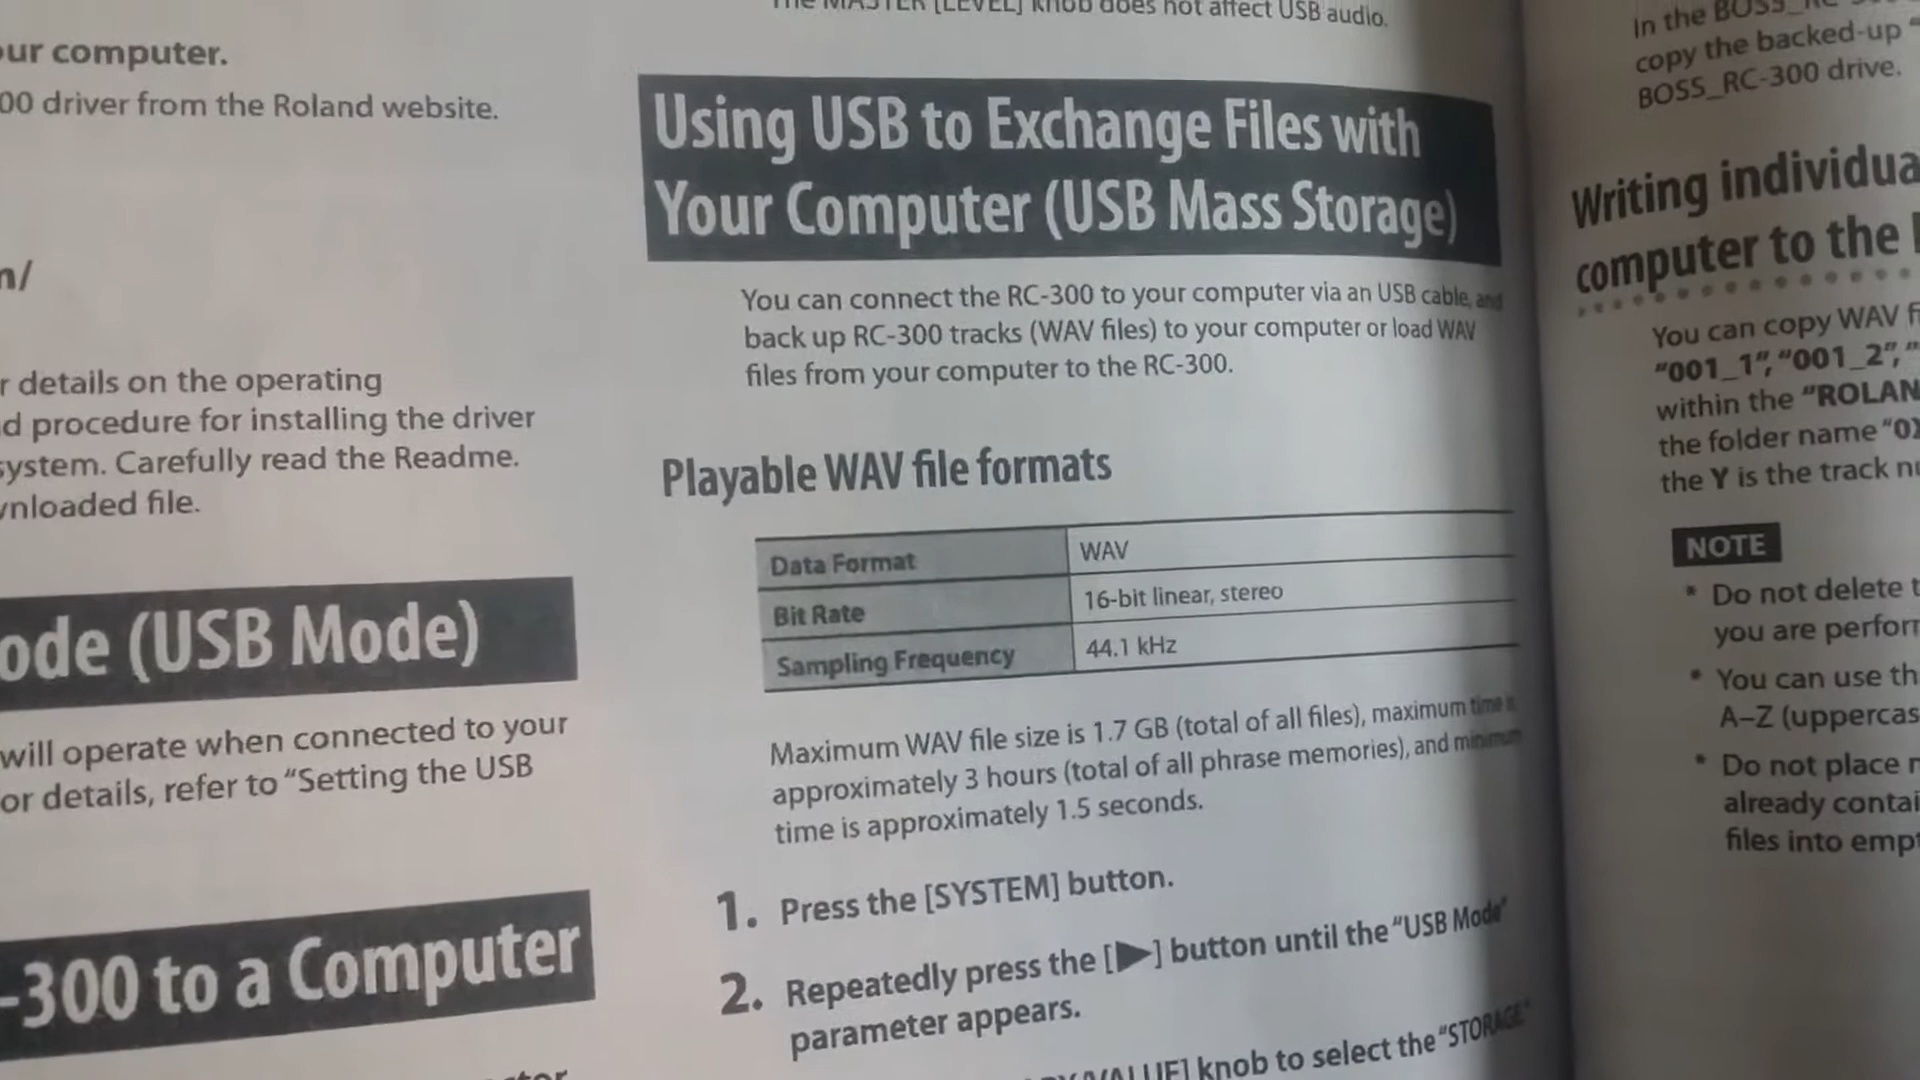 ur computer.
00 driver from the Roland website.
n/
r details on the operating
d procedure for installing the driver
system. Carefully read the Readme.
wnloaded file.
ode (USB Mode)
will operate when connected to your
or details, refer to “Setting the USB
-300 to a Computer
The MASTER [LEVEL] knob does not affect USB audio.
Using USB to Exchange Files with
Your Computer (USB Mass Storage)
You can connect the RC-300 to your computer via an USB cable, and
back up RC-300 tracks (WAV files) to your computer or load WAV
files from your computer to the RC-300.
Playable WAV file formats
Data Format WAV
Bit Rate 16-bit linear, stereo
Sampling Frequency 44.1 kHz
Maximum WAV file size is 1.7 GB (total of all files), maximum time is
approximately 3 hours (total of all phrase memories), and minimum
time is approximately 1.5 seconds.
1. Press the [SYSTEM] button.
2. Repeatedly press the [▶] button until the “USB Mode”
parameter appears.
knob to select the “STORAGE”
In the
copy the backed-up “
BOSS_RC-300 drive.
Writing individua
computer to the
You can copy WAV f
“001_1”, “001_2”, “
within the “ROLAN
the folder name “0X
the Y is the track nu
NOTE
* Do not delete t
you are perforr
* You can use th
A–Z (uppercas
* Do not place r
already contai
files into empt